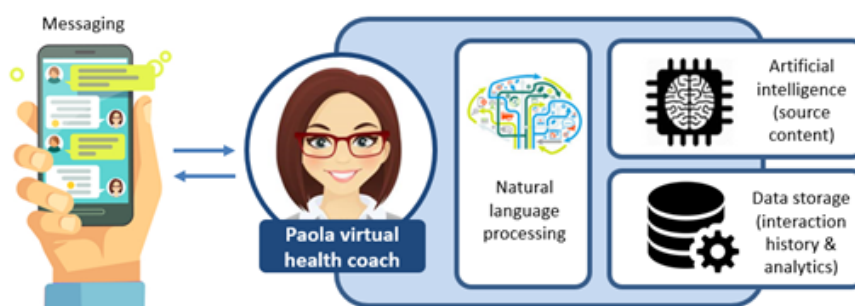 Messaging
Paola virtual
health coach
Natural
language
processing
Artificial
intelligence
(source
content)
Data storage
(interaction
history &
analytics)